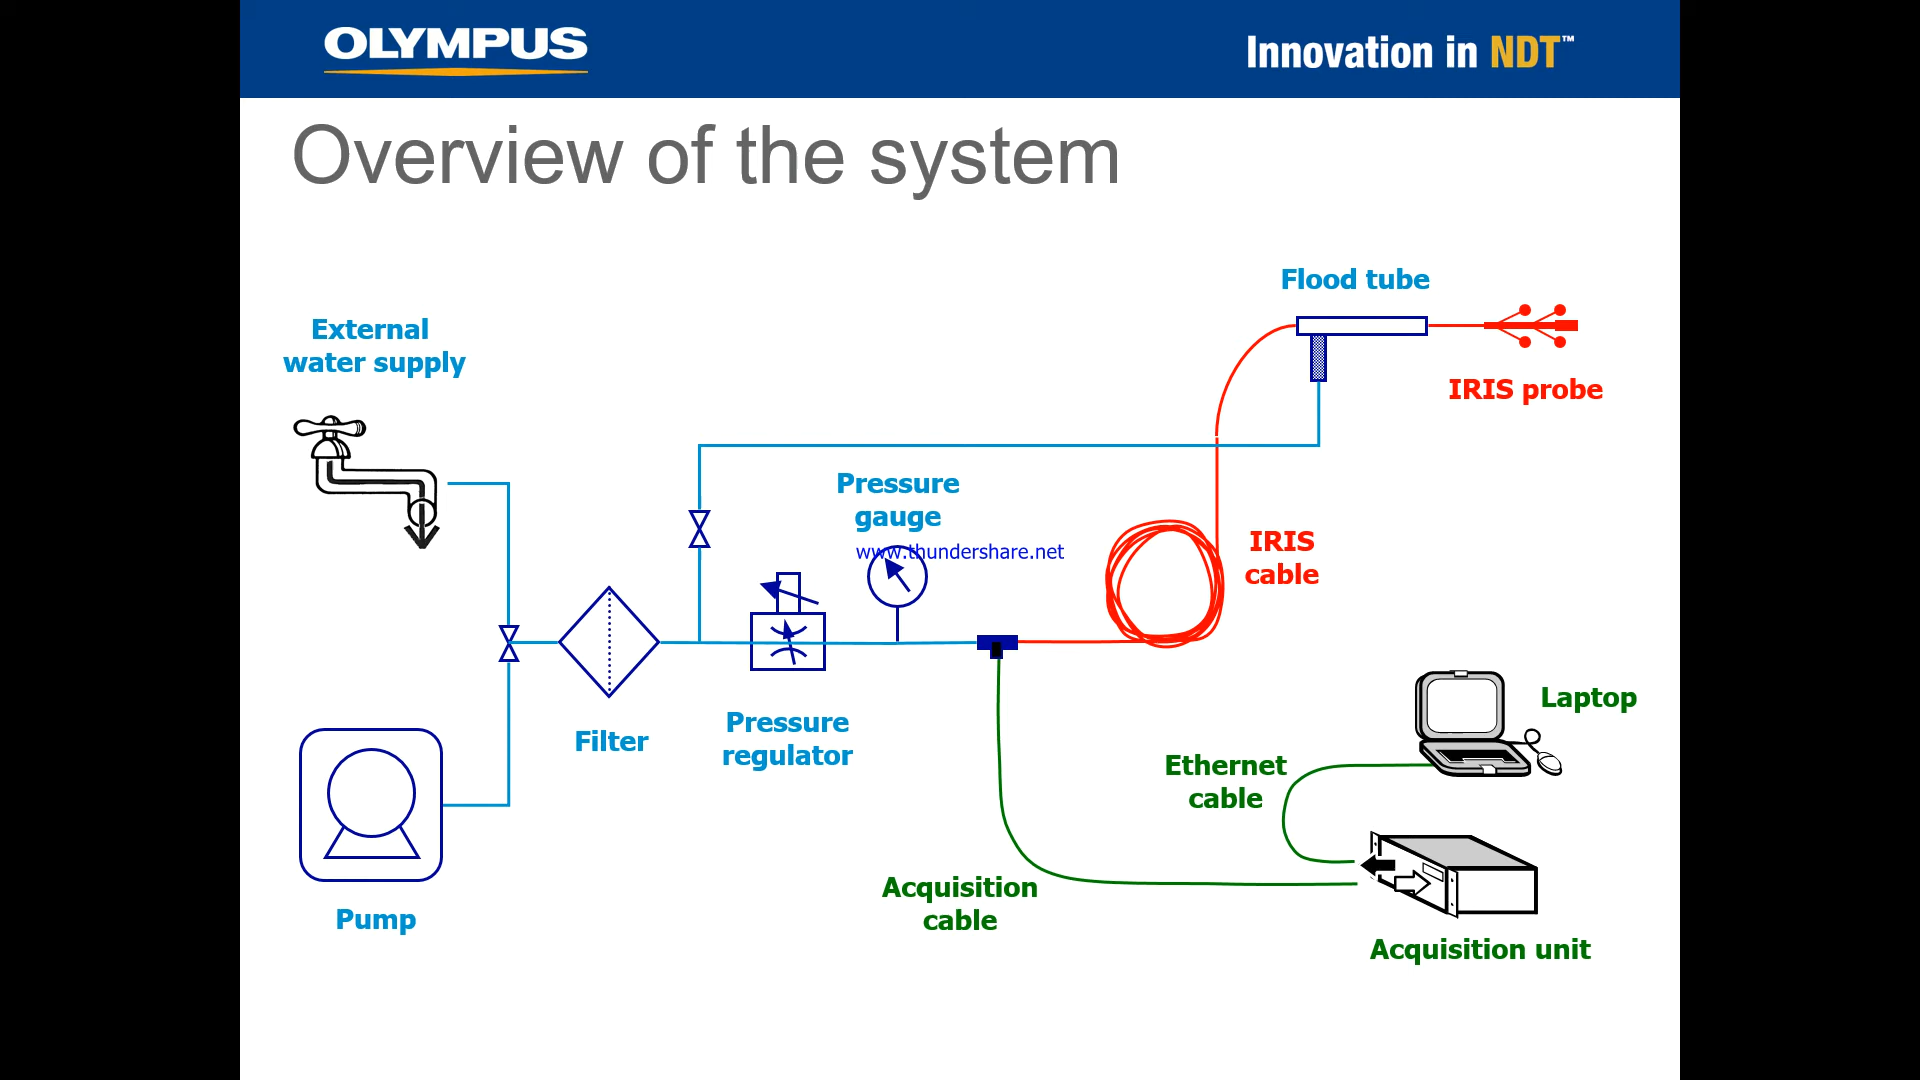 OLYMPUS
Innovation in NDT™
Overview of the system
Flood tube
External
water supply
IRIS probe
Pressure
gauge
www.thundershare.net
IRIS
cable
Laptop
Filter
Pressure
regulator
Ethernet
cable
Acquisition
cable
Pump
Acquisition unit